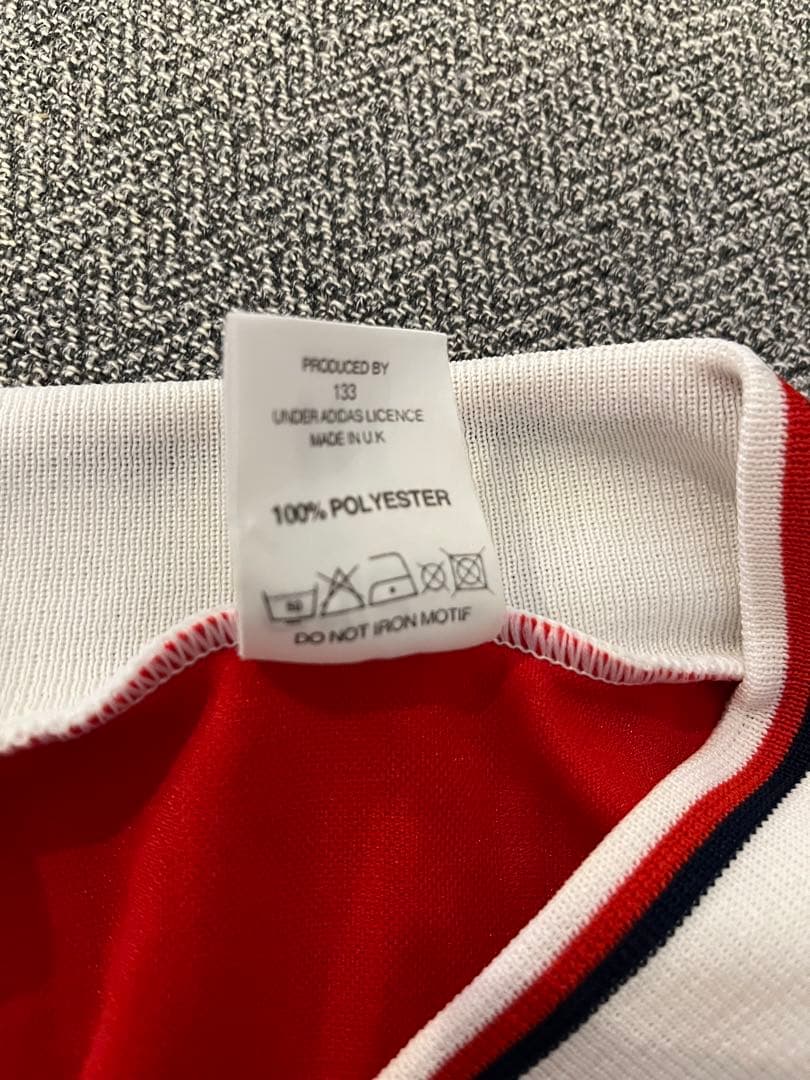 PRODUCED BY
133
UNDER ADIDAS LICENCE
MADE IN U.K
100% POLYESTER
DO NOT IRON MOTIF